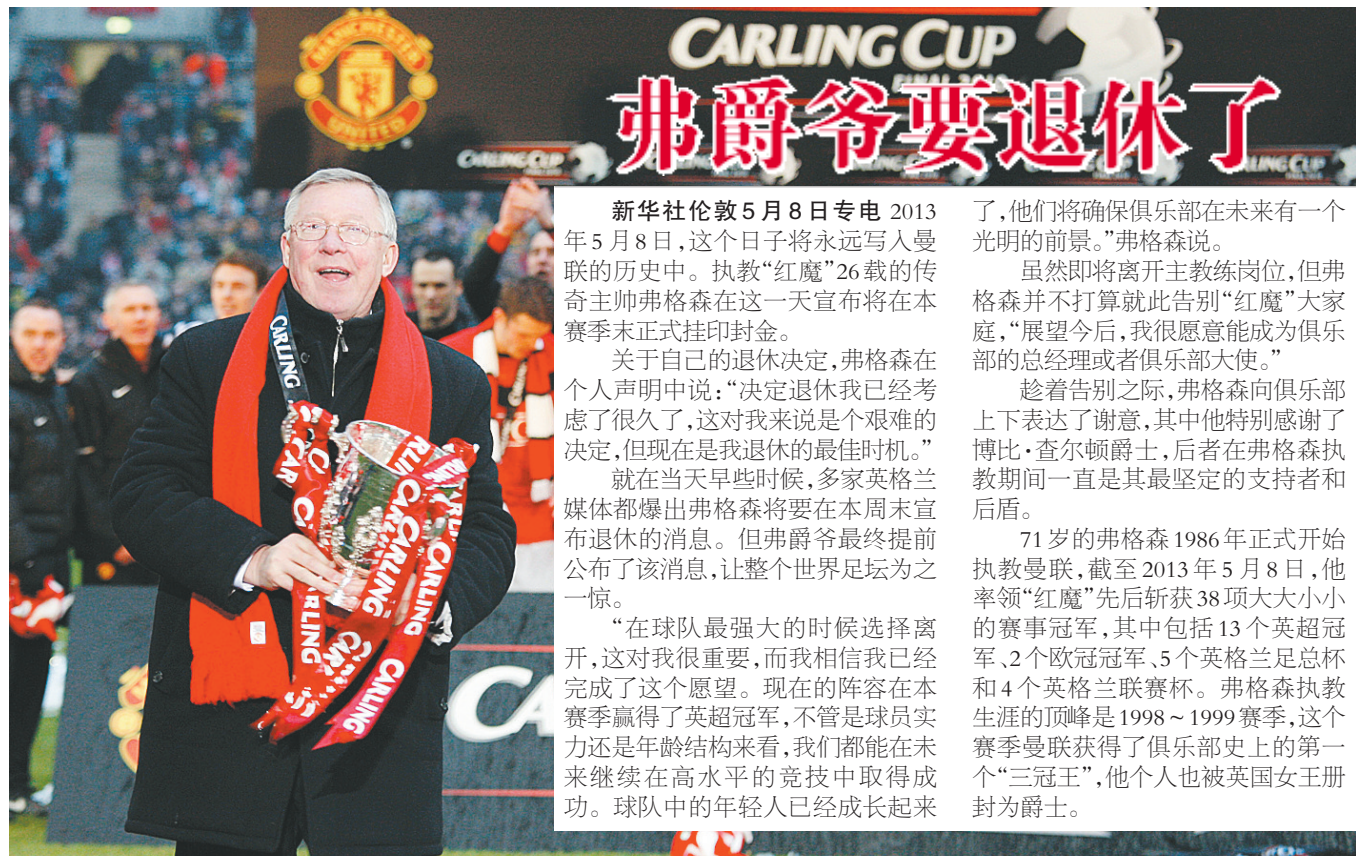 MANCHESTER
UNITED
CARLING CUP
FINAL 2010
弗爵爷要退休了
CARLING CUP
新华社伦敦5月8日专电 2013
年5月8日，这个日子将永远写入曼
联的历史中。执教“红魔”26载的传
奇主帅弗格森在这一天宣布将在本
赛季末正式挂印封金。
关于自己的退休决定，弗格森在
个人声明中说：“决定退休我已经考
虑了很久了，这对我来说是个艰难的
决定，但现在是我退休的最佳时机。”
就在当天早些时候，多家英格兰
媒体都爆出弗格森将要在本周末宣
布退休的消息。但弗爵爷最终提前
公布了该消息，让整个世界足坛为之
一惊。
“在球队最强大的时候选择离
开，这对我很重要，而我相信我已经
完成了这个愿望。现在的阵容在本
赛季赢得了英超冠军，不管是球员实
力还是年龄结构来看，我们都能在未
来继续在高水平的竞技中取得成
功。球队中的年轻人已经成长起来
了，他们将确保俱乐部在未来有一个
光明的前景。”弗格森说。
虽然即将离开主教练岗位，但弗
格森并不打算就此告别“红魔”大家
庭，“展望今后，我很愿意能成为俱乐
部的总经理或者俱乐部大使。”
趁着告别之际，弗格森向俱乐部
上下表达了谢意，其中他特别感谢了
博比·查尔顿爵士，后者在弗格森执
教期间一直是其最坚定的支持者和
后盾。
71岁的弗格森1986年正式开始
执教曼联，截至2013年5月8日，他
率领“红魔”先后斩获38项大大小小
的赛事冠军，其中包括13个英超冠
军、2个欧冠冠军、5个英格兰足总杯
和4个英格兰联赛杯。弗格森执教
生涯的顶峰是1998～1999赛季，这个
赛季曼联获得了俱乐部史上的第一
个“三冠王”，他个人也被英国女王册
封为爵士。
CARLING
CARLING
CARLING
CARLING
CARLING
CA